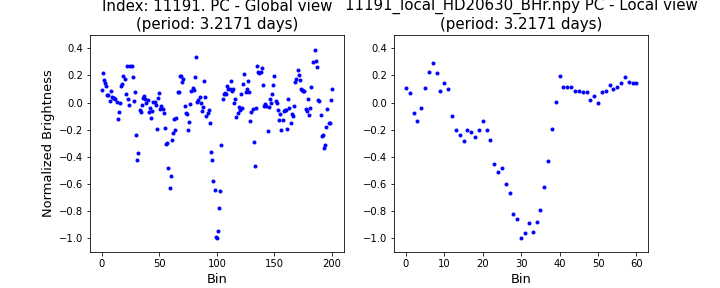 Index: 11191. PC - Global view
(period: 3.2171 days)
11191_local_HD20630_BHr.npy PC - Local view
(period: 3.2171 days)
Normalized Brightness
0.4
0.2
0.0
−0.2
−0.4
−0.6
−0.8
−1.0
0 50 100 150 200
Bin
0.4
0.2
0.0
−0.2
−0.4
−0.6
−0.8
−1.0
0 10 20 30 40 50 60
Bin